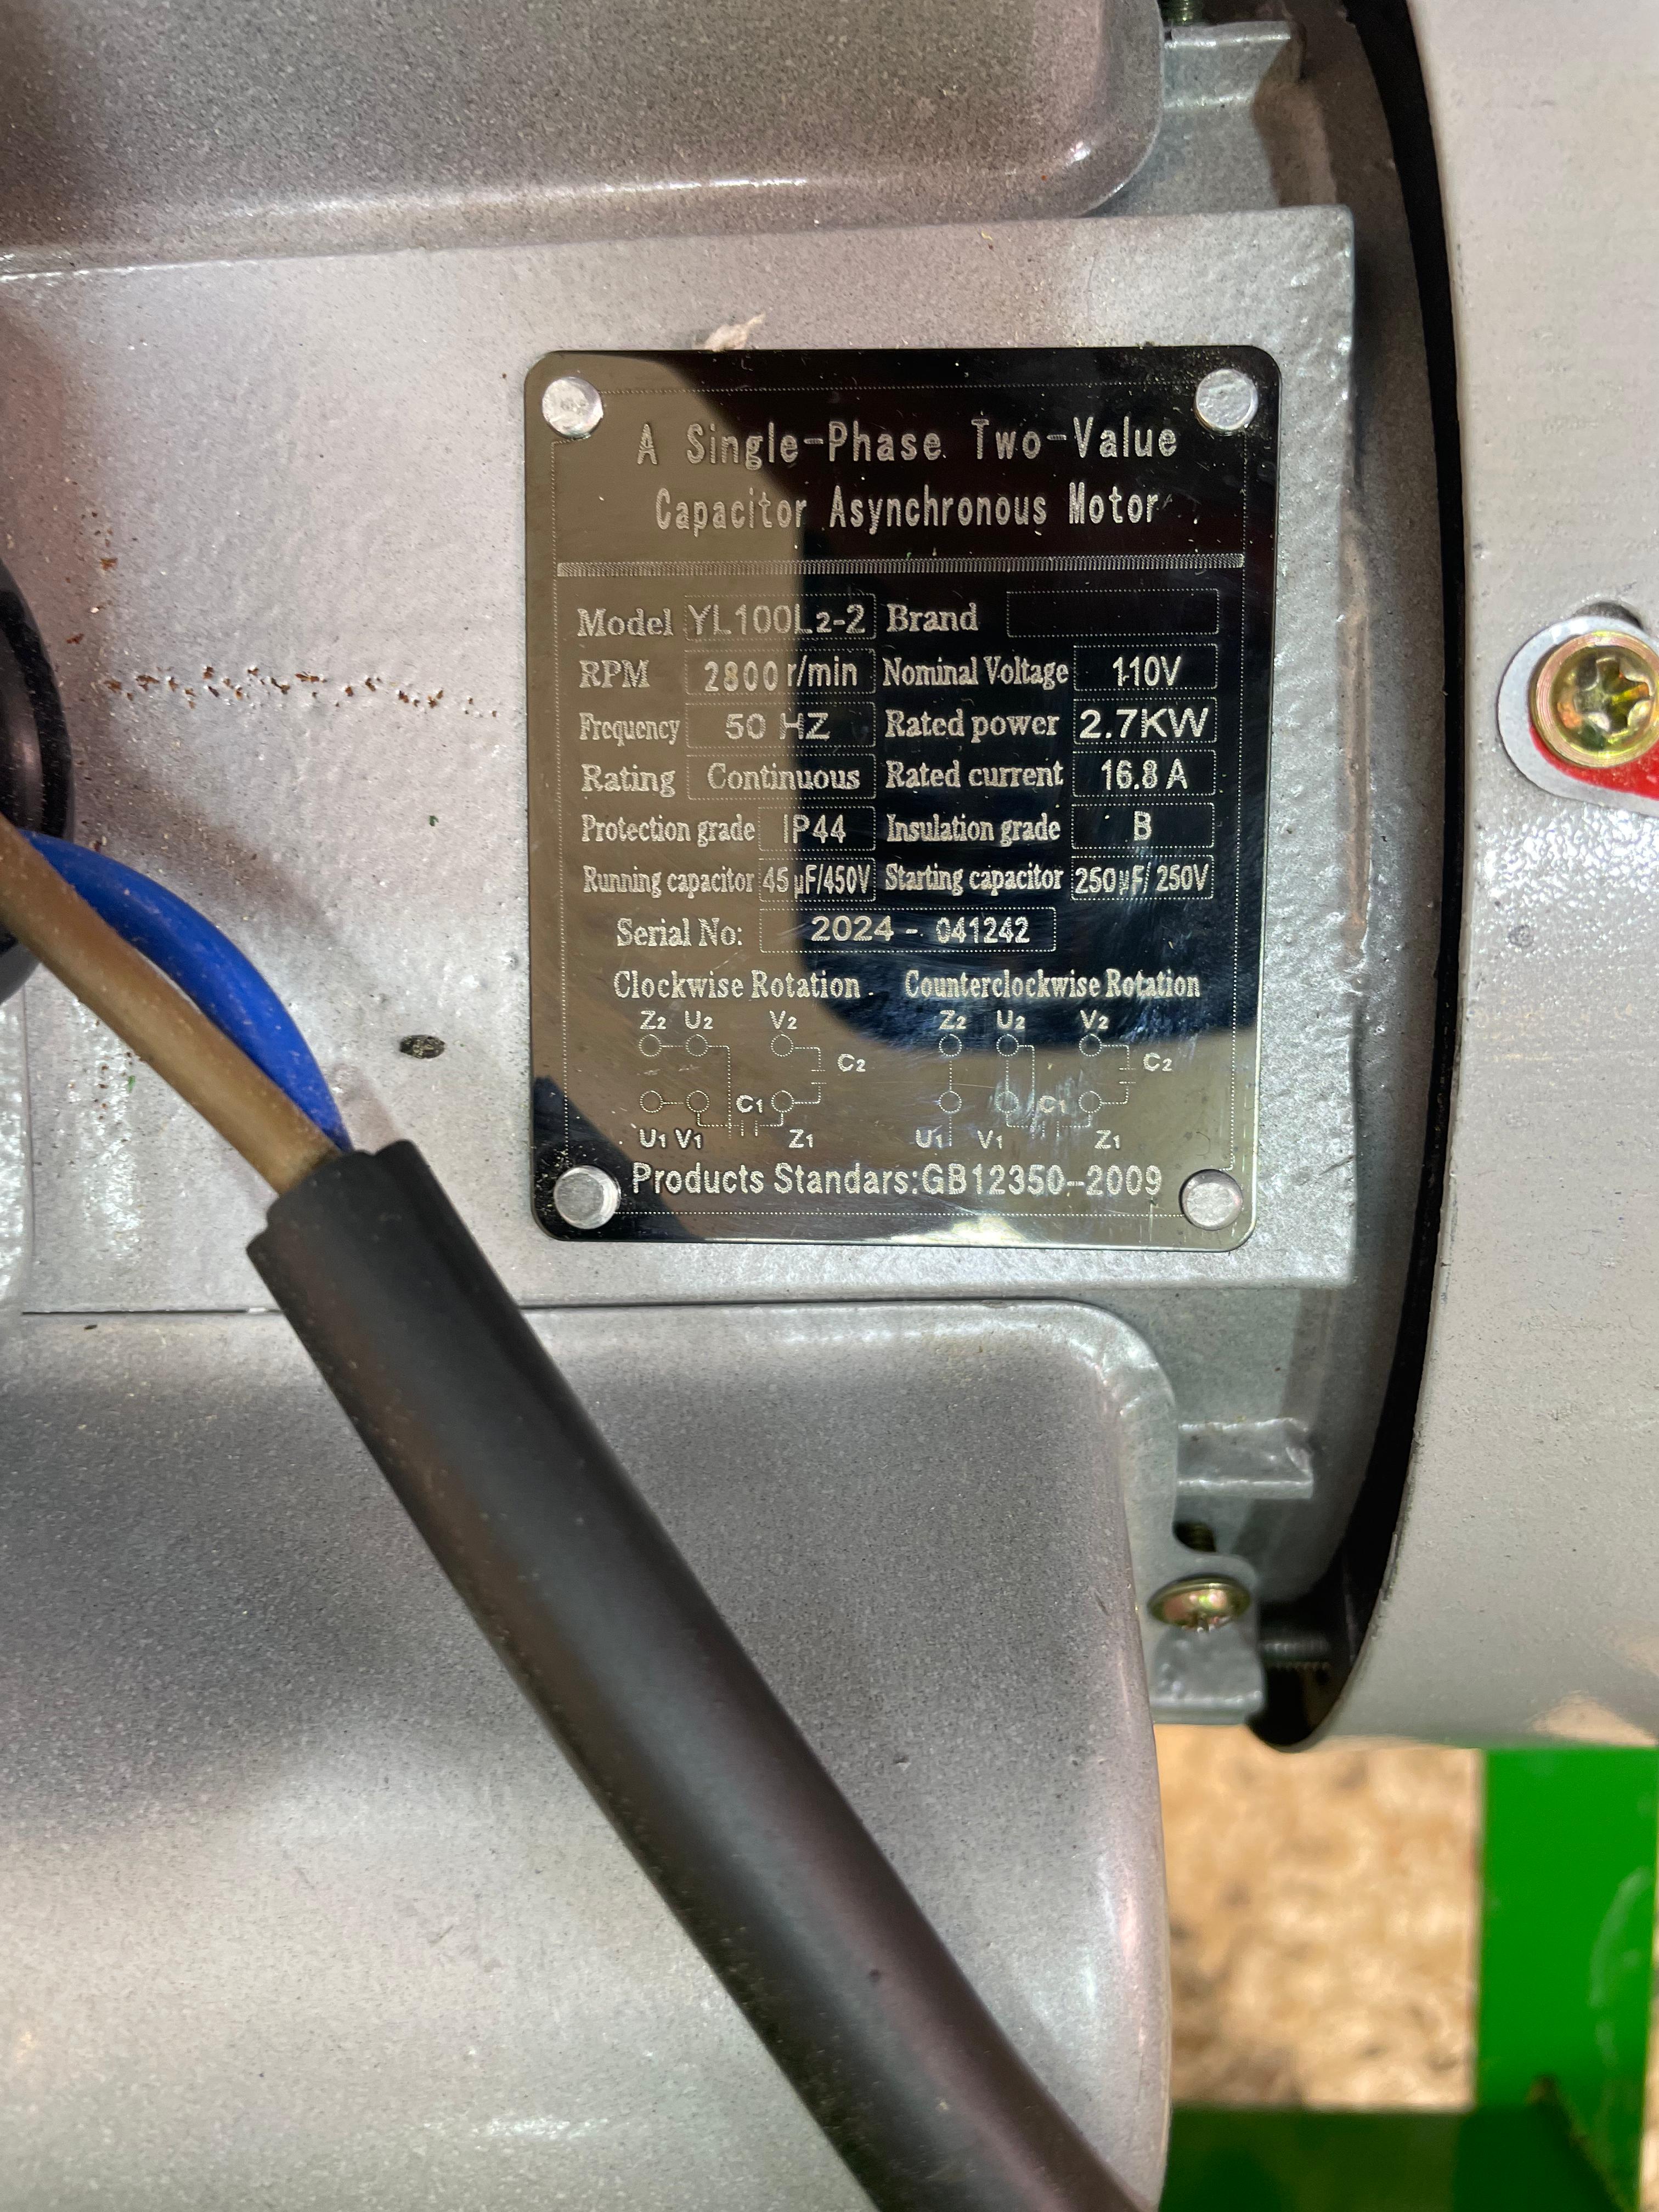 A Single-Phase Two-Value
Capacitor Asynchronous Motor
Model YL100L2-2 Brand
RPM 2800 r/min Nominal Voltage 110V
Frequency 50 HZ Rated power 2.7KW
Rating Continuous Rated current 16.8 A
Protection grade IP44 Insulation grade B
Running capacitor 45μF/450V Starting capacitor 250μF/250V
Serial No: 2024 - 041242
Clockwise Rotation Counterclockwise Rotation
Z2 U2 V2 Z2 U2 V2
C2 C2
C1 C1
U1 V1 Z1 U1 V1 Z1
Products Standars:GB12350-2009